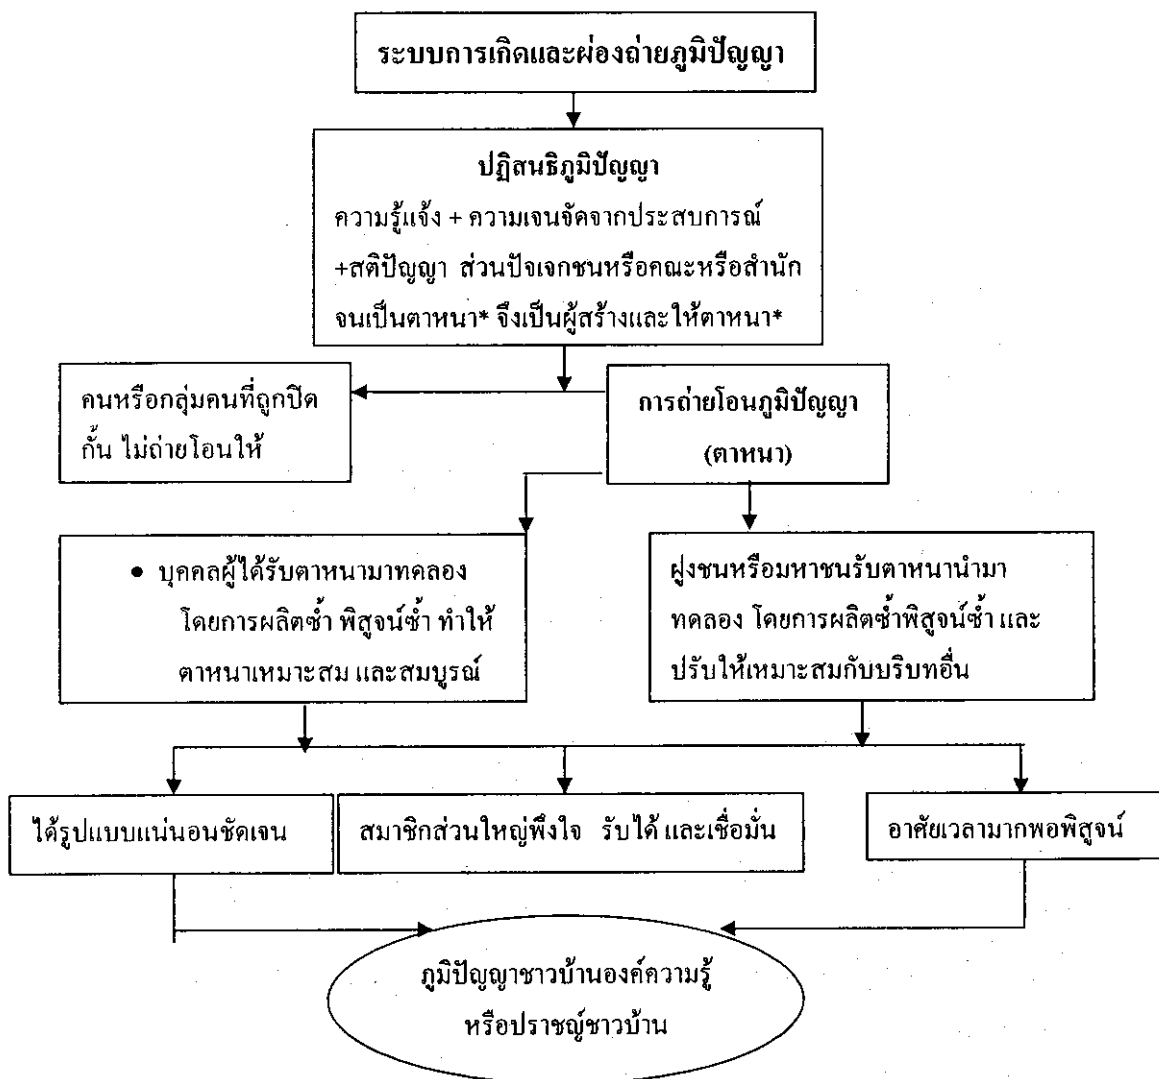 ระบบการเกิดและผ่องถ่ายภูมิปัญญา
ปฏิสนธิภูมิปัญญา
ความรู้แจ้ง + ความเจนจัดจากประสบการณ์
+สติปัญญา ส่วนปัจเจกชนหรือคณะหรือสำนัก
จนเป็นตาหนา* จึงเป็นผู้สร้างและให้ตาหนา*
คนหรือกลุ่มคนที่ถูกปิด
กั้น ไม่ถ่ายโอนให้
การถ่ายโอนภูมิปัญญา
(ตาหนา)
• บุคคลผู้ได้รับตาหนามาทดลอง
โดยการผลิตซ้ำ พิสูจน์ซ้ำ ทำให้
ตาหนาเหมาะสม และสมบูรณ์
ฝูงชนหรือมหาชนรับตาหนานำมา
ทดลอง โดยการผลิตซ้ำพิสูจน์ซ้ำ และ
ปรับให้เหมาะสมกับบริบทอื่น
ได้รูปแบบแน่นอนชัดเจน
สมาชิกส่วนใหญ่พึงใจ รับได้ และเชื่อมั่น
อาศัยเวลามากพอพิสูจน์
ภูมิปัญญาชาวบ้านองค์ความรู้
หรือปราชญ์ชาวบ้าน